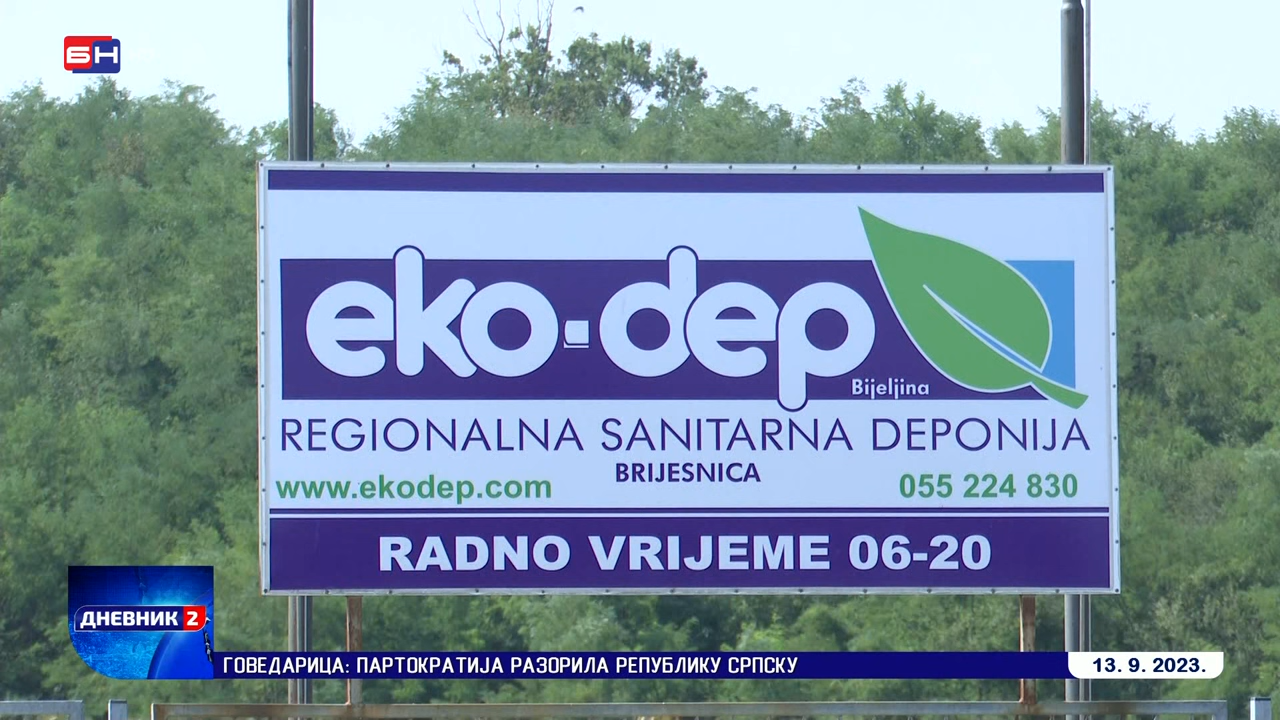 БН
eko-dep
Bijeljina
REGIONALNA SANITARNA DEPONIJA
BRIJESNICA
www.ekodep.com
055 224 830
RADNO VRIJEME 06-20
ДНЕВНИК 2
ГОВЕДАРИЦА: ПАРТОКРАТИЈА РАЗОРИЛА РЕПУБЛИКУ СРПСКУ
13. 9. 2023.